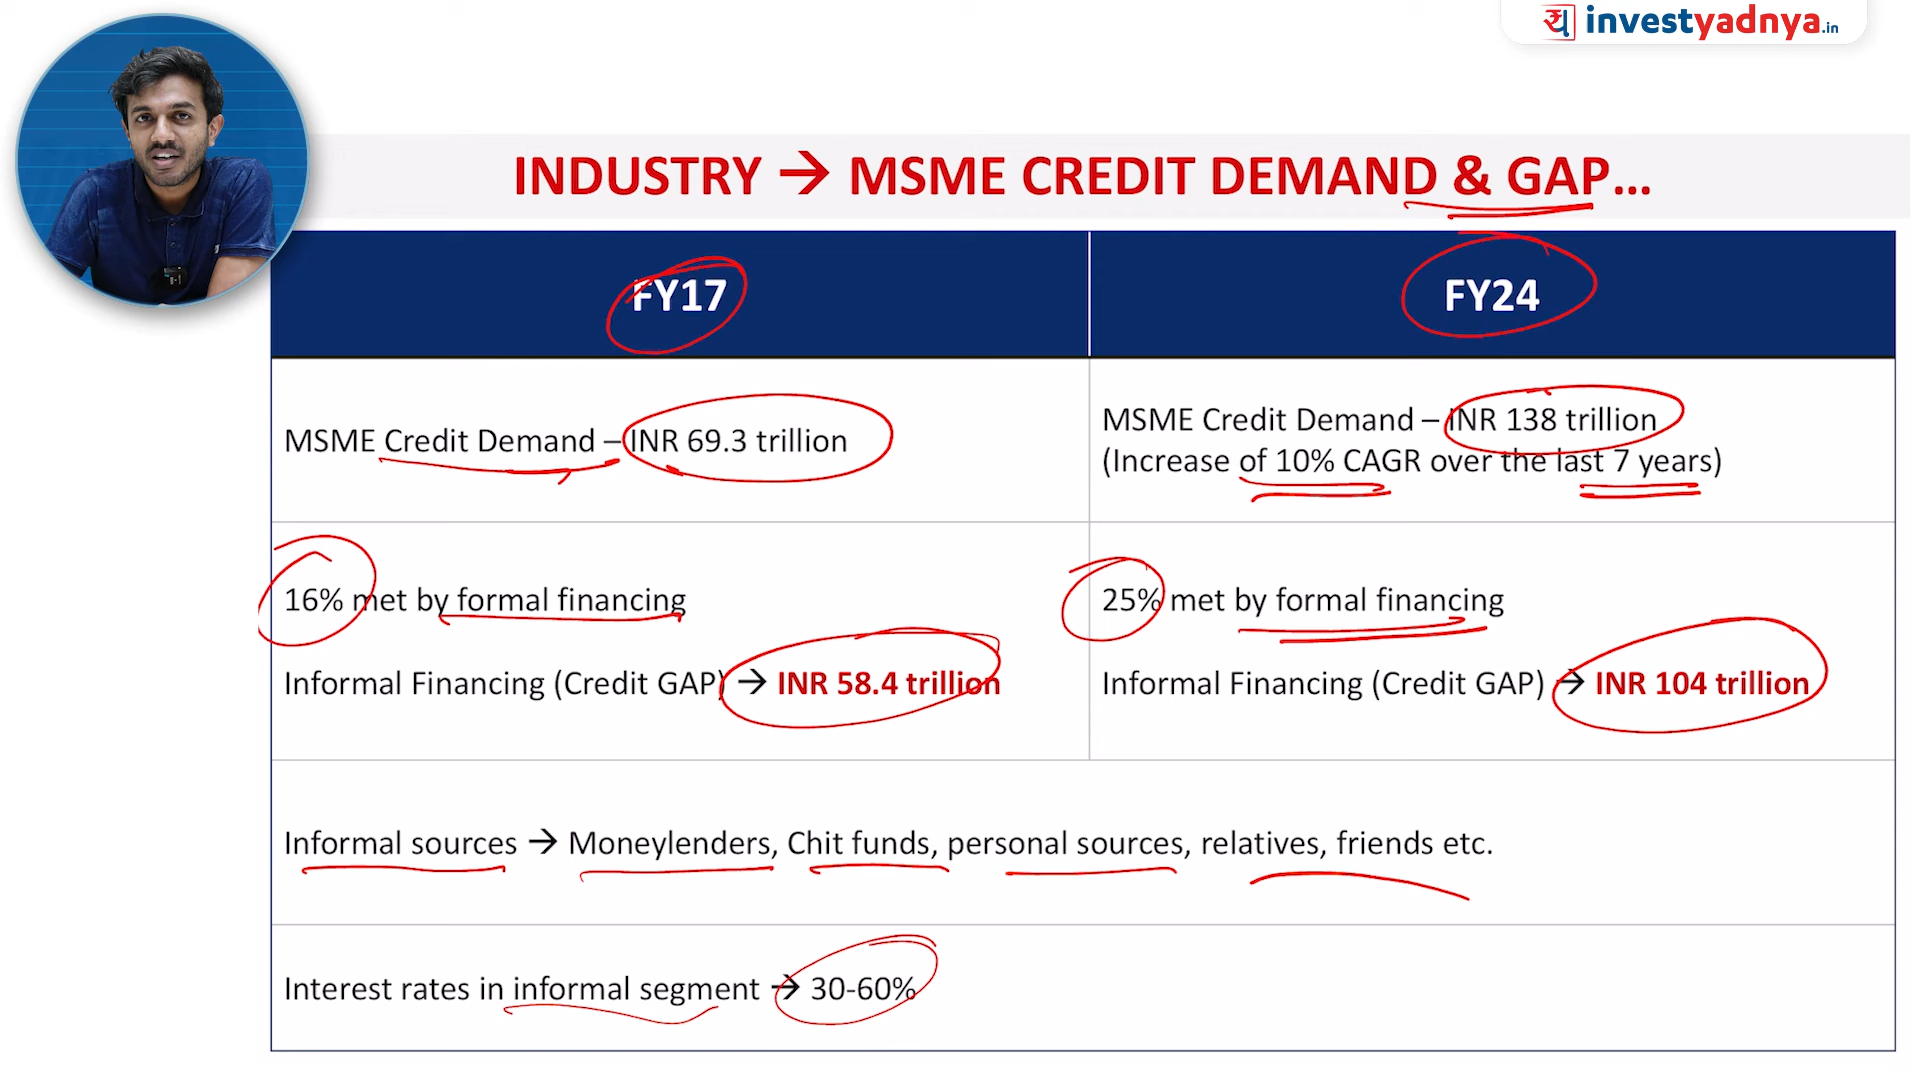 investyadnya.in
INDUSTRY → MSME CREDIT DEMAND & GAP...
FY17
FY24
MSME Credit Demand – INR 69.3 trillion
MSME Credit Demand – INR 138 trillion
(Increase of 10% CAGR over the last 7 years)
16% met by formal financing
Informal Financing (Credit GAP) → INR 58.4 trillion
25% met by formal financing
Informal Financing (Credit GAP) → INR 104 trillion
Informal sources → Moneylenders, Chit funds, personal sources, relatives, friends etc.
Interest rates in informal segment → 30-60%